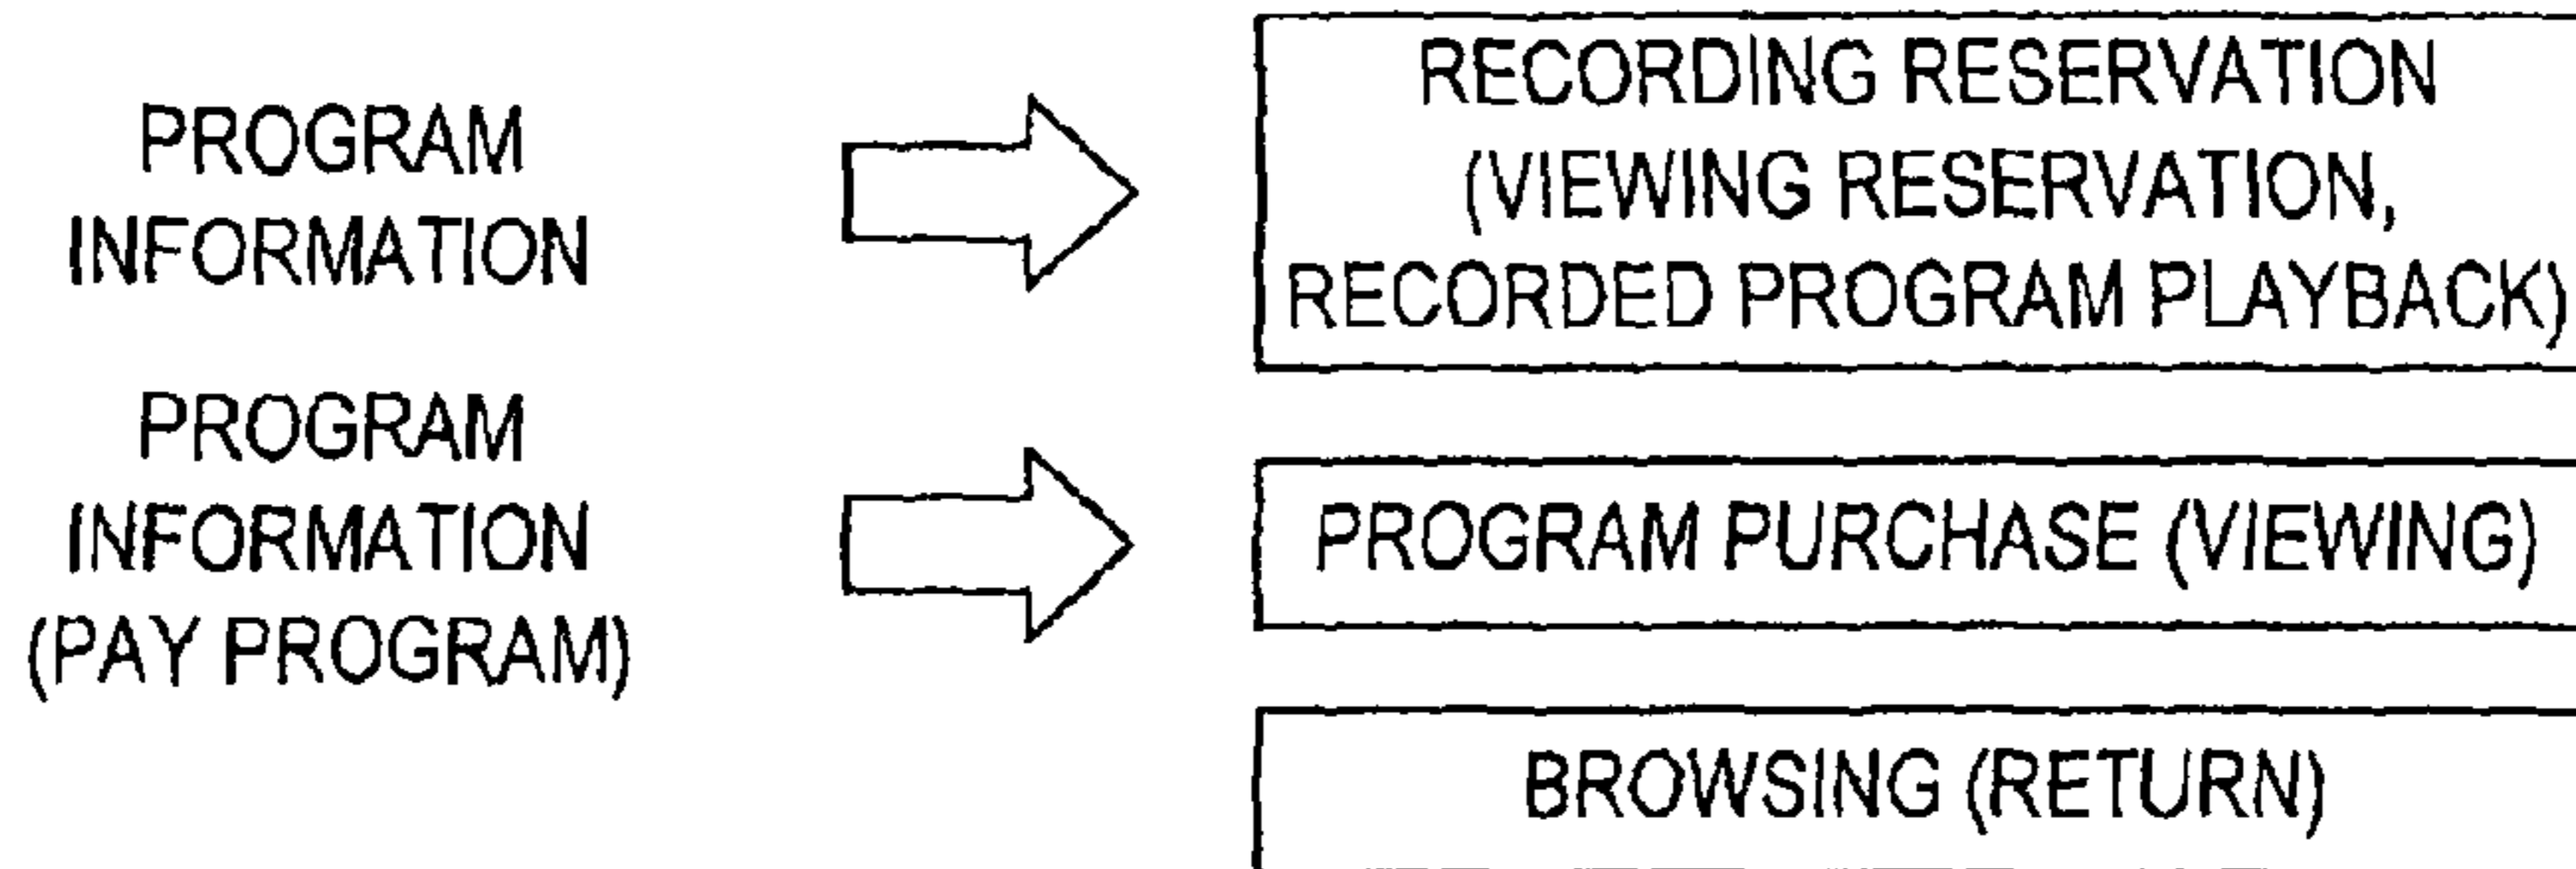 PROGRAM
INFORMATION
RECORDING RESERVATION
(VIEWING RESERVATION,
RECORDED PROGRAM PLAYBACK)
PROGRAM
INFORMATION
(PAY PROGRAM)
PROGRAM PURCHASE (VIEWING)
BROWSING (RETURN)